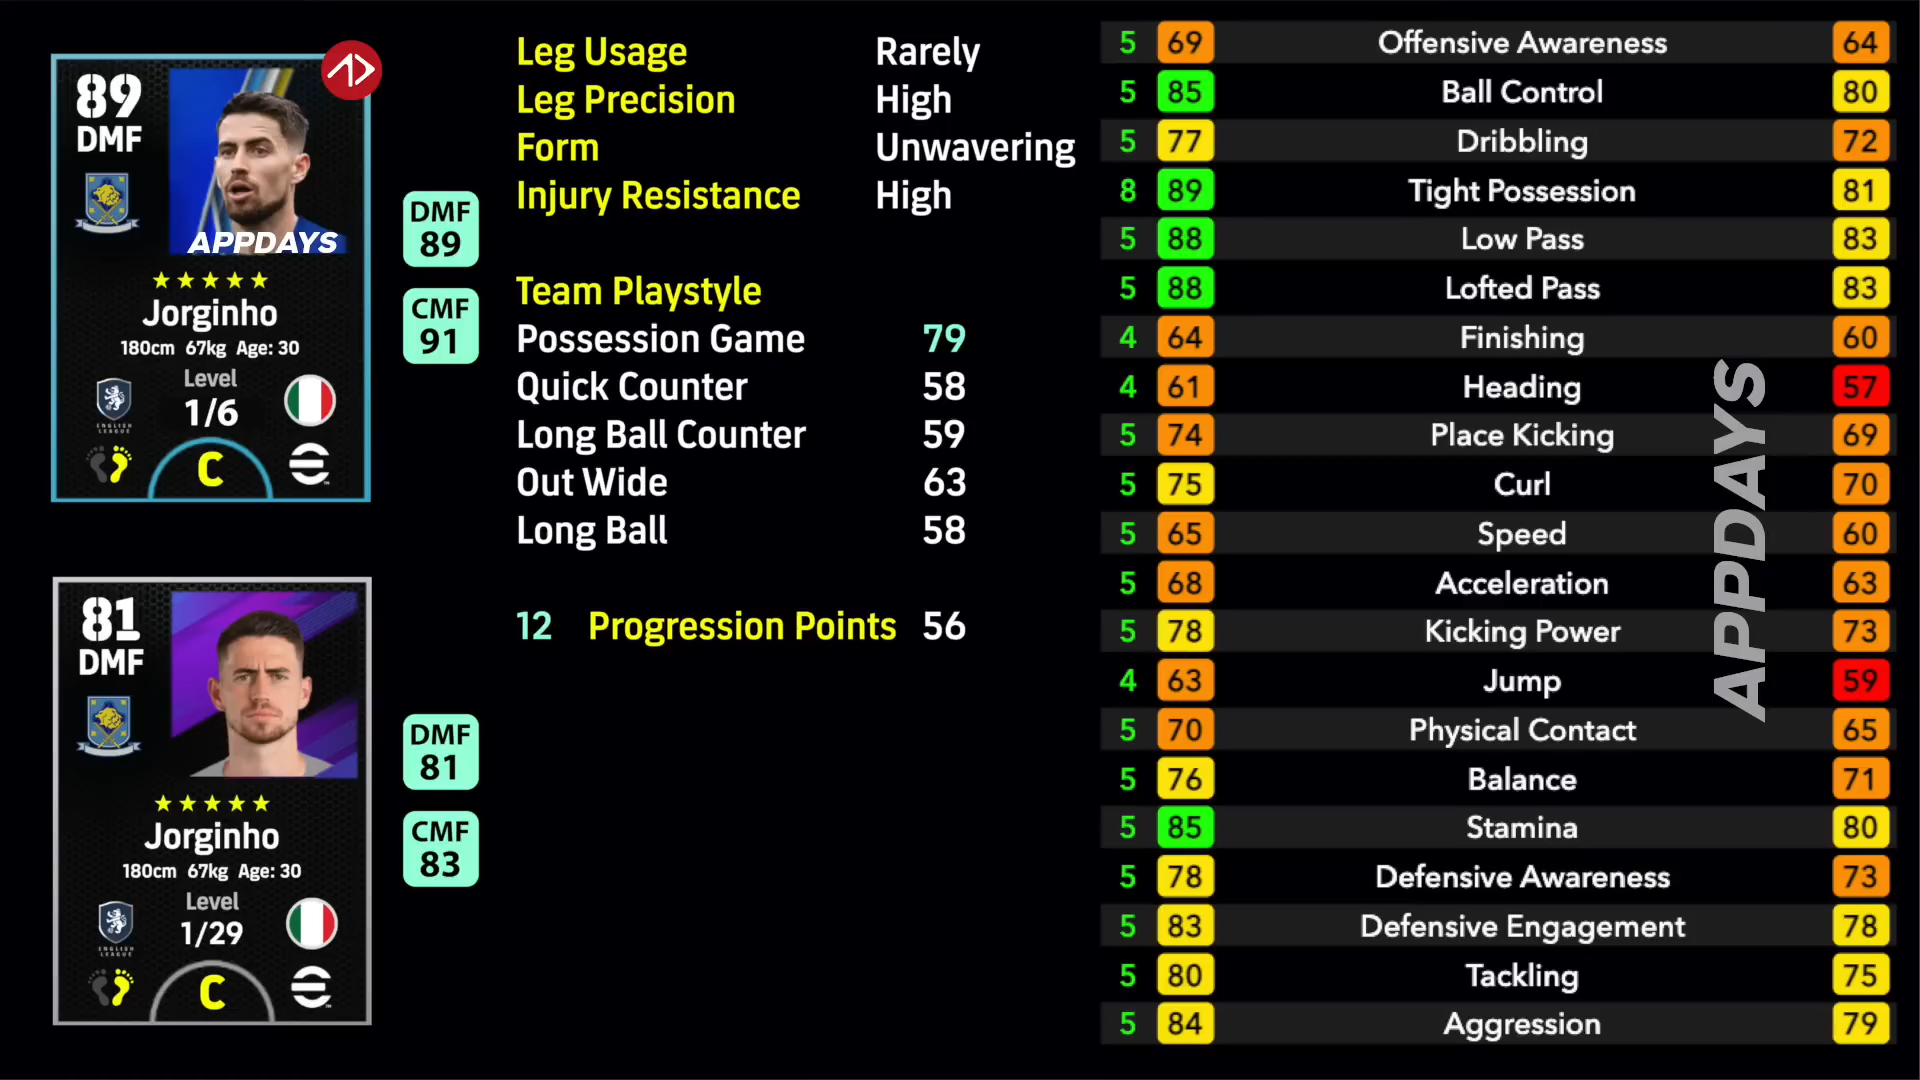 89
DMF
APPDAYS
Jorginho
180cm 67kg Age: 30
Level
1/6
ENGLISH
LEAGUE
C
DMF
89
CMF
91
81
DMF
Jorginho
180cm 67kg Age: 30
Level
1/29
ENGLISH
LEAGUE
C
DMF
81
CMF
83
Leg Usage Rarely
Leg Precision High
Form Unwavering
Injury Resistance High
Team Playstyle
Possession Game 79
Quick Counter 58
Long Ball Counter 59
Out Wide 63
Long Ball 58
12 Progression Points 56
5 69 Offensive Awareness 64
5 85 Ball Control 80
5 77 Dribbling 72
8 89 Tight Possession 81
5 88 Low Pass 83
5 88 Lofted Pass 83
4 64 Finishing 60
4 61 Heading 57
5 74 Place Kicking 69
5 75 Curl 70
5 65 Speed 60
5 68 Acceleration 63
5 78 Kicking Power 73
4 63 Jump 59
5 70 Physical Contact 65
5 76 Balance 71
5 85 Stamina 80
5 78 Defensive Awareness 73
5 83 Defensive Engagement 78
5 80 Tackling 75
5 84 Aggression 79
APPDAYS